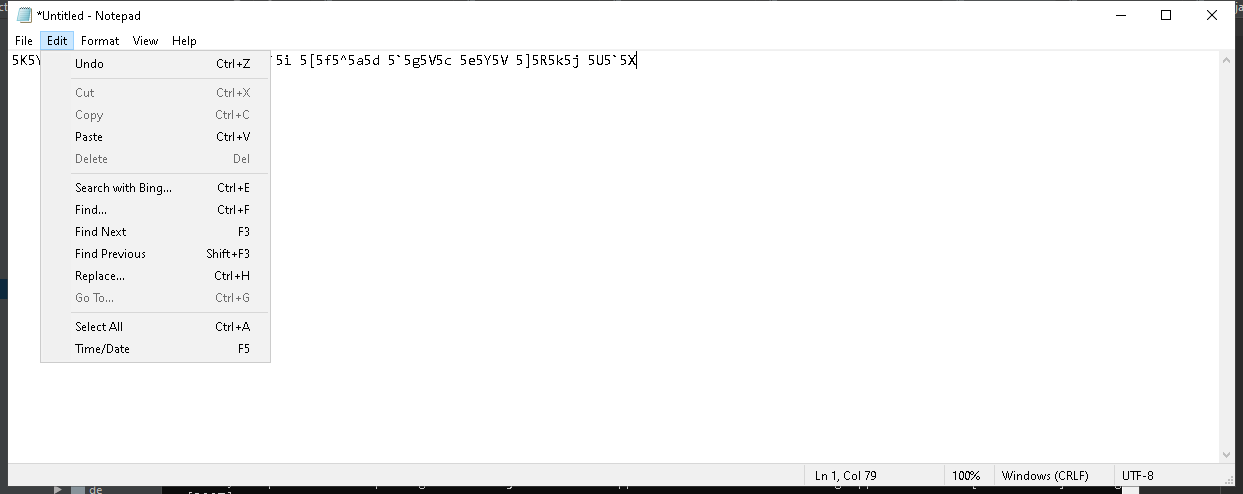 *Untitled - Notepad
File Edit Format View Help
5K5Y
5i 5[5f5^5a5d 5`5g5V5c 5e5Y5V 5]5R5k5j 5U5`5X
Undo Ctrl+Z
Cut Ctrl+X
Copy Ctrl+C
Paste Ctrl+V
Delete Del
Search with Bing... Ctrl+E
Find... Ctrl+F
Find Next F3
Find Previous Shift+F3
Replace... Ctrl+H
Go To... Ctrl+G
Select All Ctrl+A
Time/Date F5
Ln 1, Col 79 100% Windows (CRLF) UTF-8
de